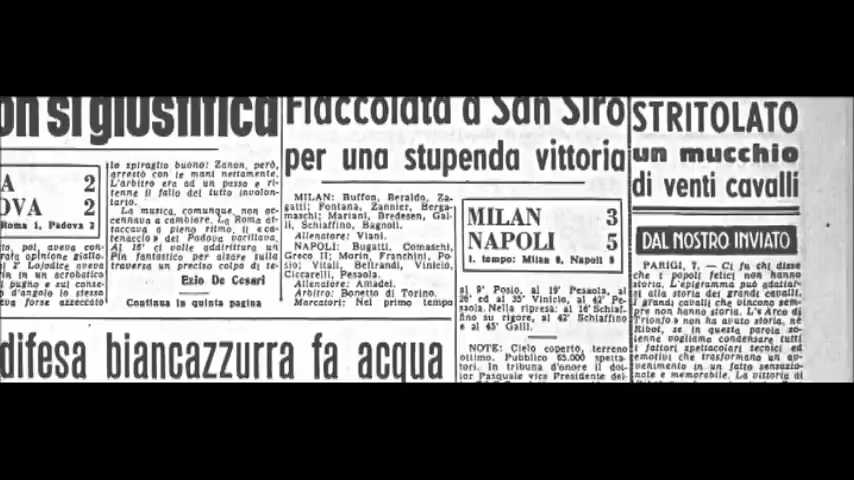 on si giustifica
A 2
OVA 2
Roma 1, Padova 2
to poi, aveva con-
rota opinione giallo.
il 7' Lojodice aveva
in un acrobatico
pugno e sul conse-
d'angolo lo stesso
va forse azzeccato
lo spiraglio buono: Zanon, però,
arrestò con le mani nettamente.
L'arbitro era ad un passo e ri-
tenne il fallo del tutto involon-
tario.
La musica, comunque, non ac-
cennava a cambiare. La Roma at-
taccava a pieno ritmo, il «ca-
tenaccio» del Padova vacillava.
Al 16' ci volle addirittura un
Pin fantastico per alzare sulla
traversa un preciso colpo di te-
Ezio De Cesari
Continua in quinta pagina
difesa biancazzurra fa acqua
Fiaccolata a San Siro
per una stupenda vittoria
MILAN: Buffon, Beraldo, Za-
gatti; Fontana, Zannier, Berga-
maschi; Mariani, Bredesen, Gal-
li, Schiaffino, Bagnoli.
Allenatore: Viani.
NAPOLI: Bugatti, Comaschi,
Greco II; Morin, Franchini, Po-
sio; Vitali, Beltrandi, Vinicio,
Ciccarelli, Pesaola.
Allenatore: Amadei.
Arbitro: Bonetto di Torino.
Marcatori: Nel primo tempo
MILAN 3
NAPOLI 5
al 9' Posio, al 19' Pesaola, al
26' ed al 35' Vinicio, al 42' Pe-
saola. Nella ripresa: al 16' Schiaf-
fino su rigore, al 42' Schiaffino
e al 45' Galli.
NOTE: Cielo coperto, terreno
ottimo. Pubblico 65.000 spetta-
tori. In tribuna d'onore il dot-
tor Pasquale vice Presidente del-
STRITOLATO
un mucchio
di venti cavalli
DAL NOSTRO INVIATO
PARIGI, 7. - Ci fu chi disse
che i popoli felici non hanno
storia. L'epigramma può adattar-
si alla storia dei grandi cavalli.
I grandi cavalli che vincono sem-
pre non hanno storia. L'« Arco di
Trionfo » non ha avuto storia, né
Ribot, se in questa parola as-
senne vogliamo condensare tutti
i fattori spettacolari tecnici ed
emotivi che trasformano un av-
venimento in un fatto sensazio-
nale e memorabile. La vittoria di